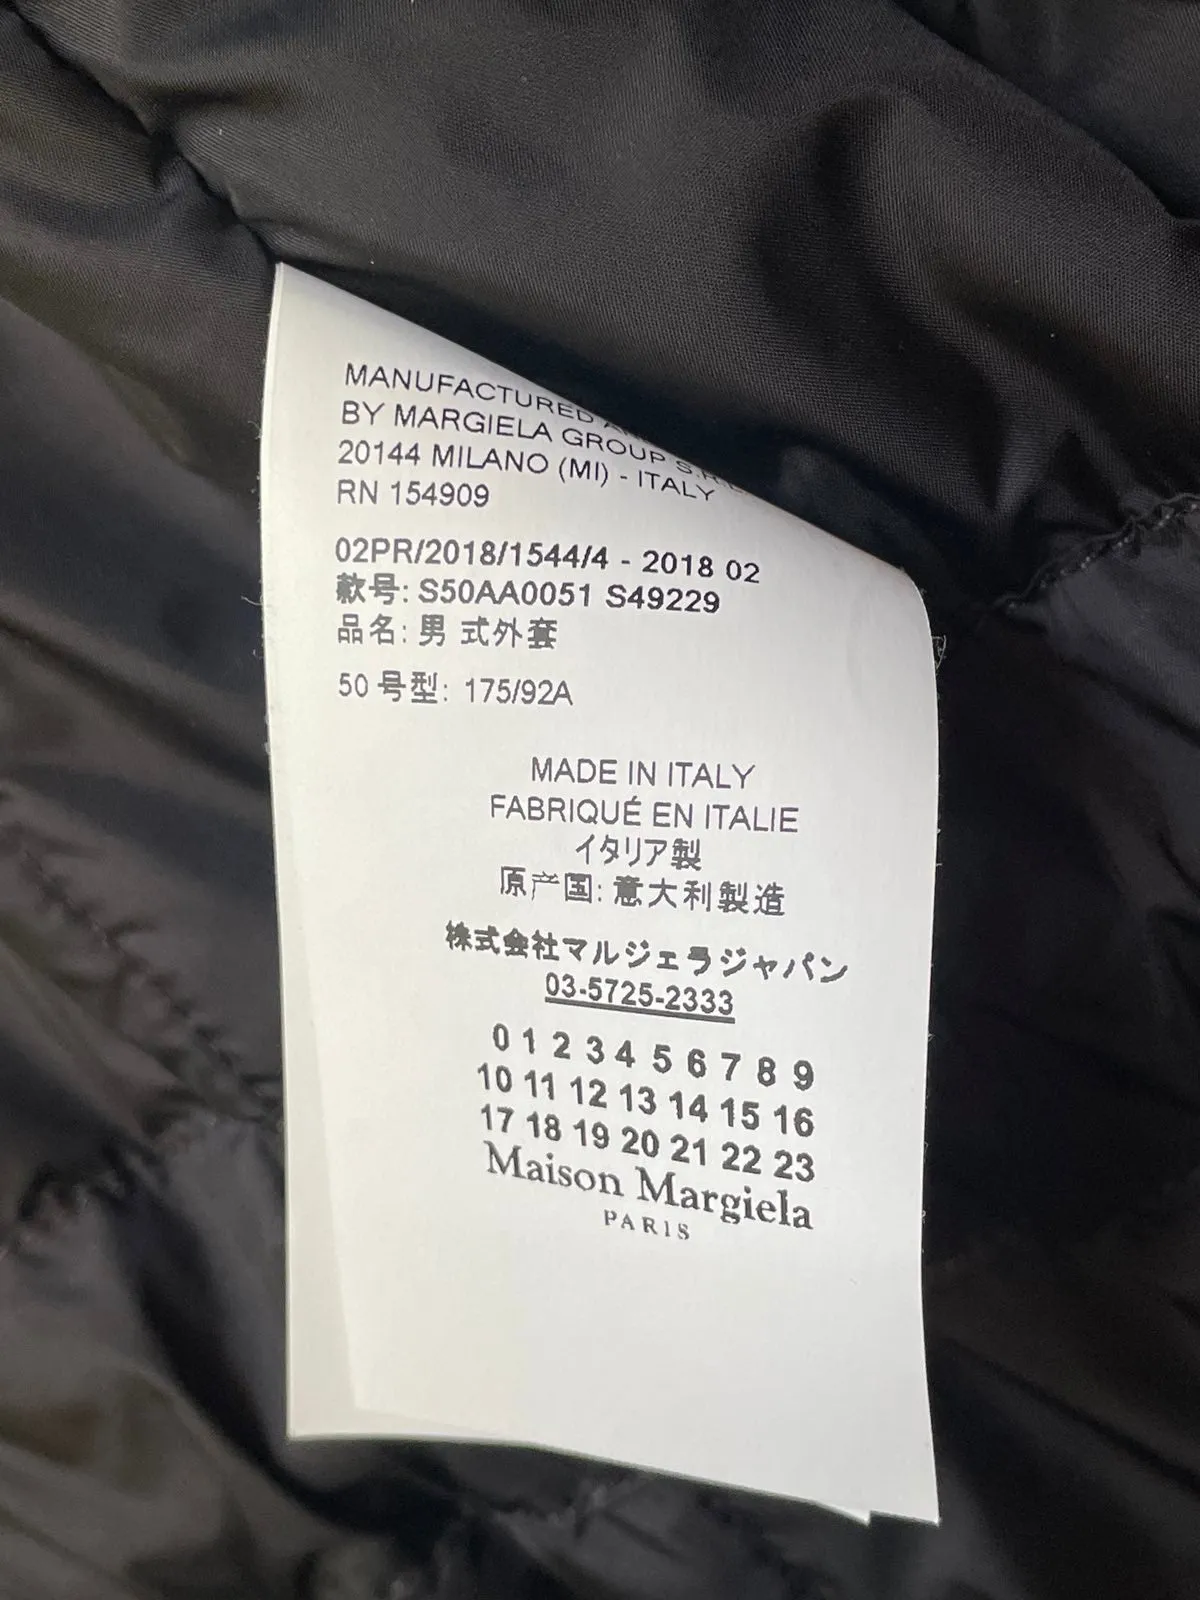 MANUFACTURED
BY MARGIELA GROUP S.R.L.
20144 MILANO (MI) - ITALY
RN 154909
02PR/2018/1544/4 - 2018 02
款号: S50AA0051 S49229
品名: 男 式外套
50 号型: 175/92A
MADE IN ITALY
FABRIQUÉ EN ITALIE
イタリア製
原产国: 意大利製造
株式会社マルジェラジャパン
03-5725-2333
0 1 2 3 4 5 6 7 8 9
10 11 12 13 14 15 16
17 18 19 20 21 22 23
Maison Margiela
PARIS